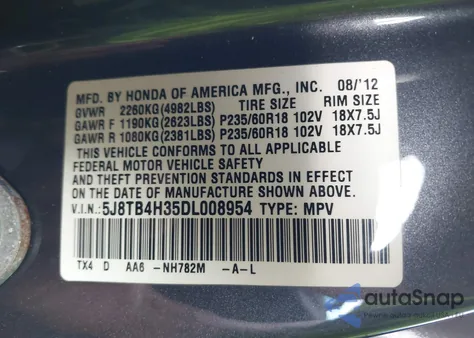 MFD. BY HONDA OF AMERICA MFG., INC. 08/'12
GVWR 2260KG(4982LBS) TIRE SIZE RIM SIZE
GAWR F 1190KG(2623LBS) P235/60R18 102V 18X7.5J
GAWR R 1080KG(2381LBS) P235/60R18 102V 18X7.5J
THIS VEHICLE CONFORMS TO ALL APPLICABLE
FEDERAL MOTOR VEHICLE SAFETY
AND THEFT PREVENTION STANDARDS IN EFFECT
ON THE DATE OF MANUFACTURE SHOWN ABOVE.
V.I.N.: 5J8TB4H35DL008954 TYPE: MPV
TX4 D AA6 -NH782M -A-L
autoSnap